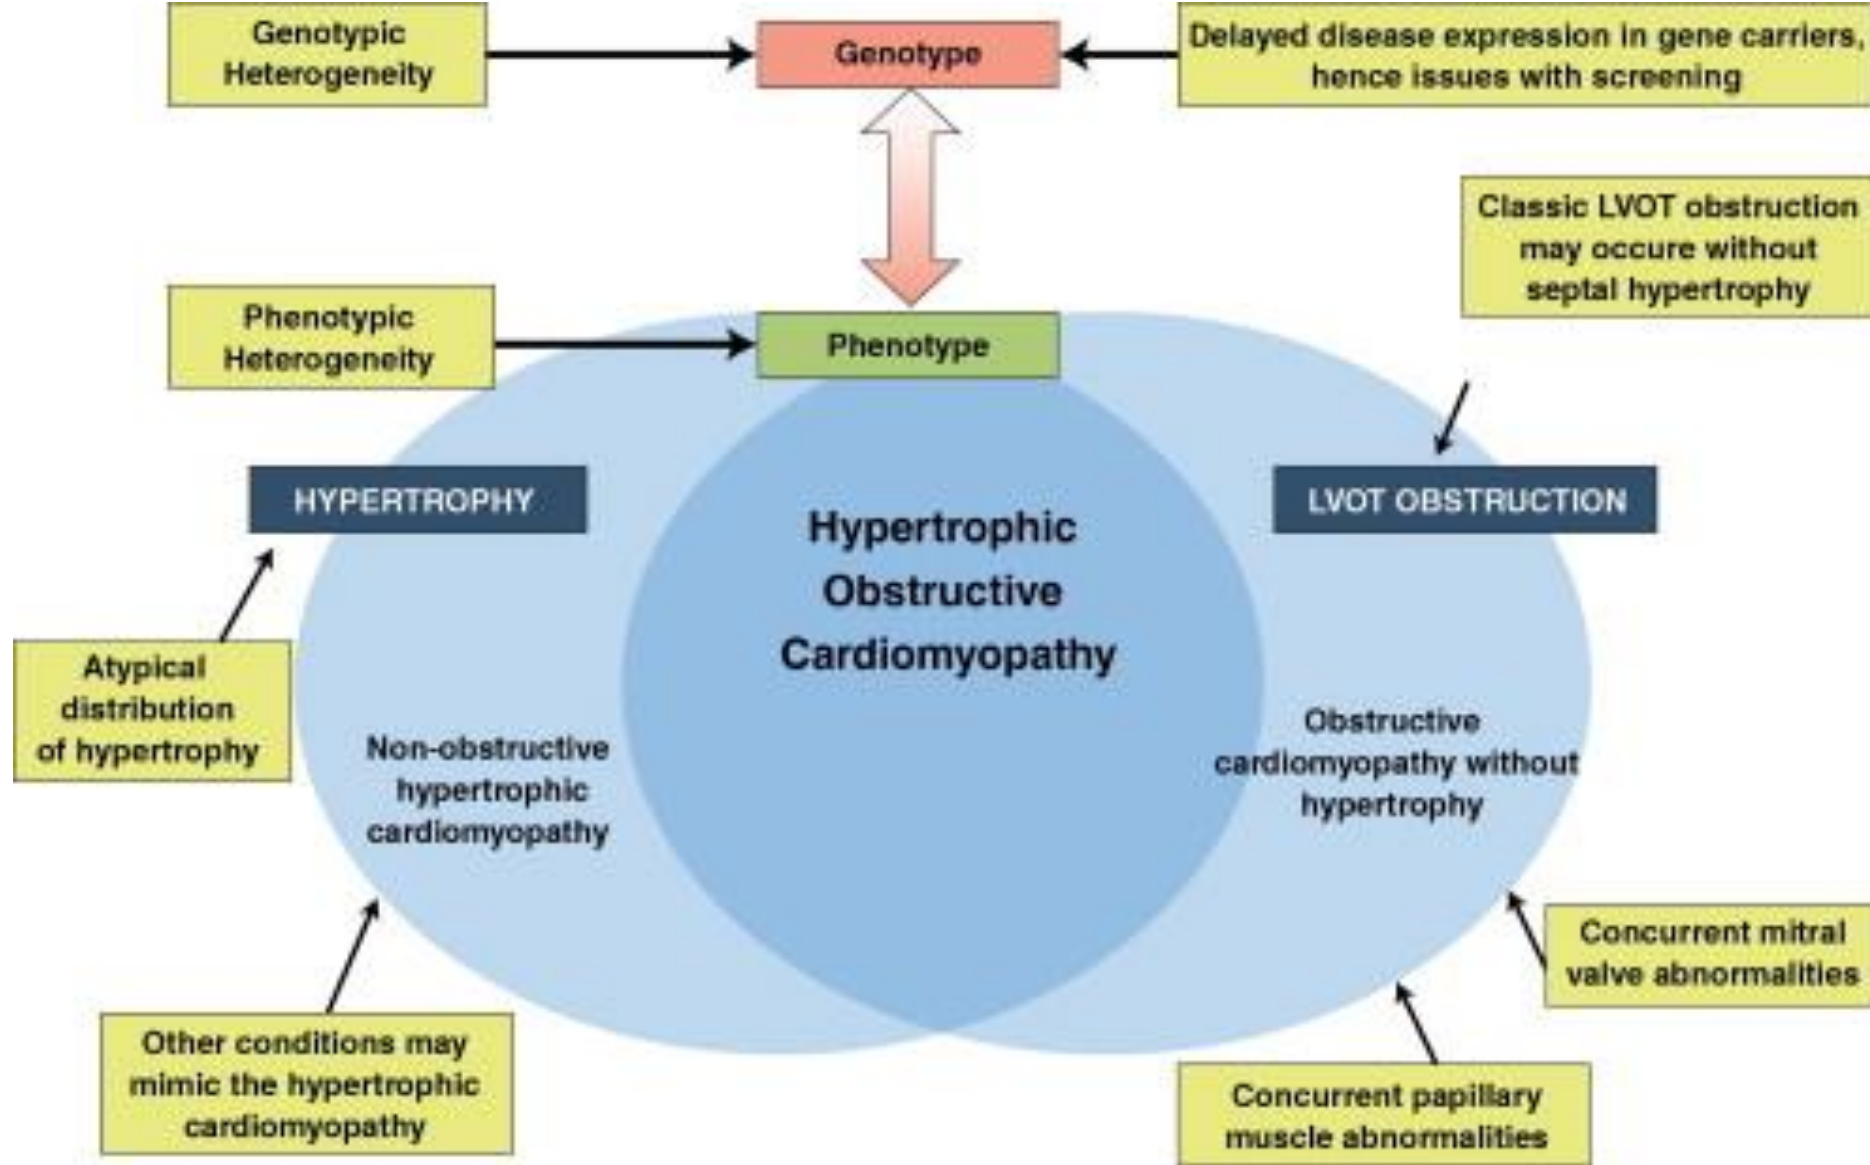 Genotypic
Heterogeneity
Genotype
Delayed disease expression in gene carriers,
hence issues with screening
Classic LVOT obstruction
may occure without
septal hypertrophy
Phenotypic
Heterogeneity
Phenotype
HYPERTROPHY
LVOT OBSTRUCTION
Hypertrophic
Obstructive
Cardiomyopathy
Atypical
distribution
of hypertrophy
Non-obstructive
hypertrophic
cardiomyopathy
Obstructive
cardiomyopathy without
hypertrophy
Concurrent mitral
valve abnormalities
Other conditions may
mimic the hypertrophic
cardiomyopathy
Concurrent papillary
muscle abnormalities